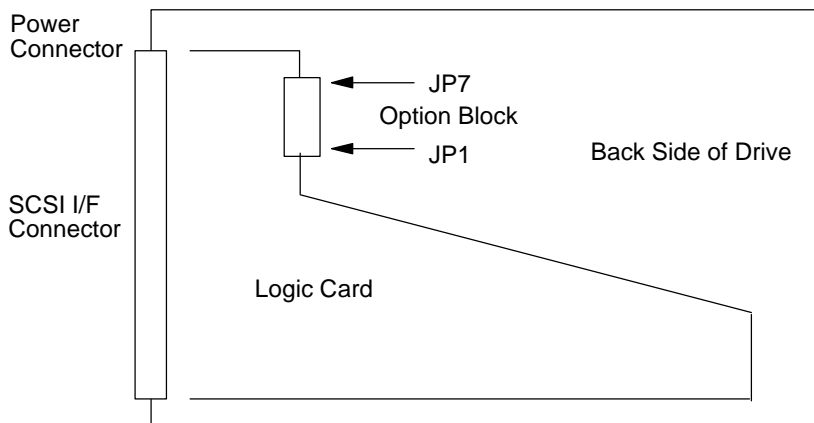 Power
Connector
JP7
Option Block
JP1
Back Side of Drive
SCSI I/F
Connector
Logic Card